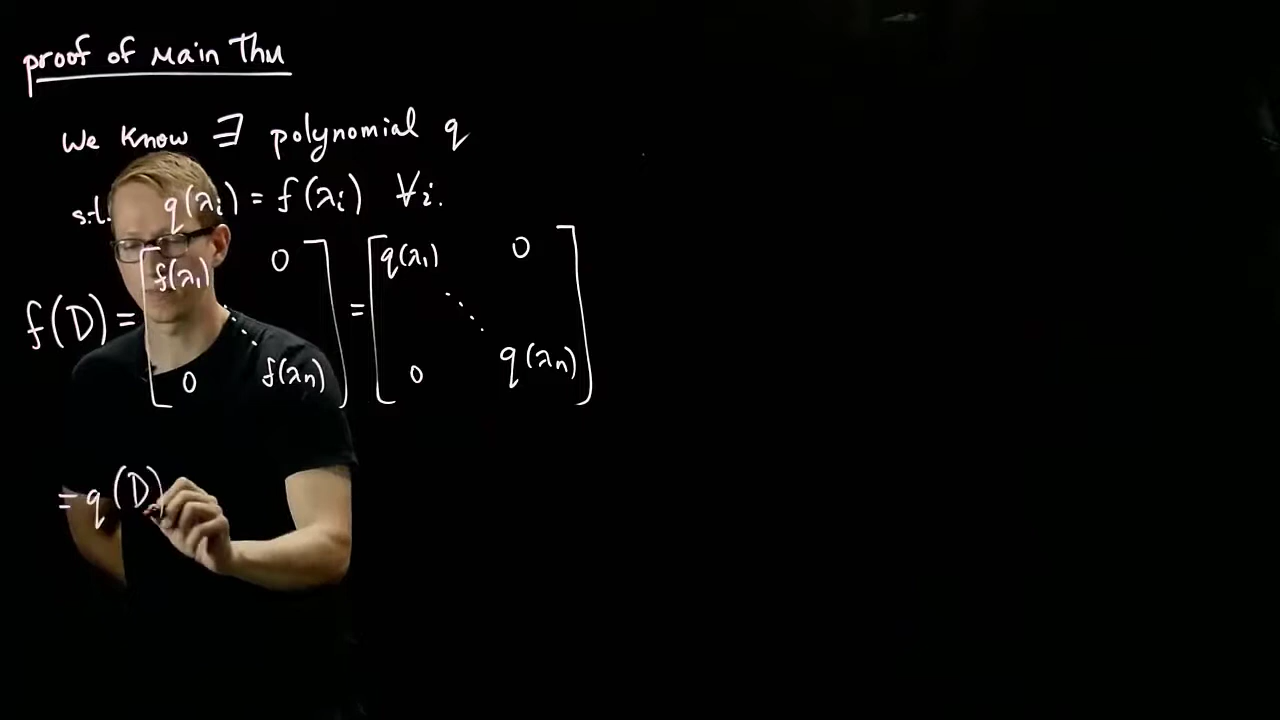 proof of Main Thm
We know ∃ polynomial q
s.t. q(λi) = f(λi) ∀i.
f(D) = [f(λ1) 0 ⋱ 0 f(λn)] = [q(λ1) 0 ⋱ 0 q(λn)]
= q(D)